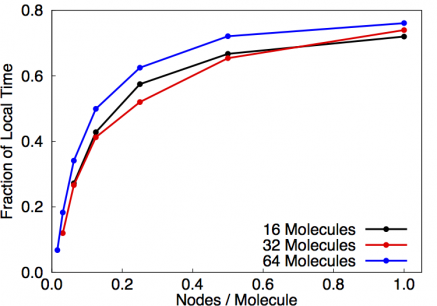 0.8
0.6
0.4
0.2
0.0
Fraction of Local Time
16 Molecules
32 Molecules
64 Molecules
0.0 0.2 0.4 0.6 0.8 1.0
Nodes / Molecule